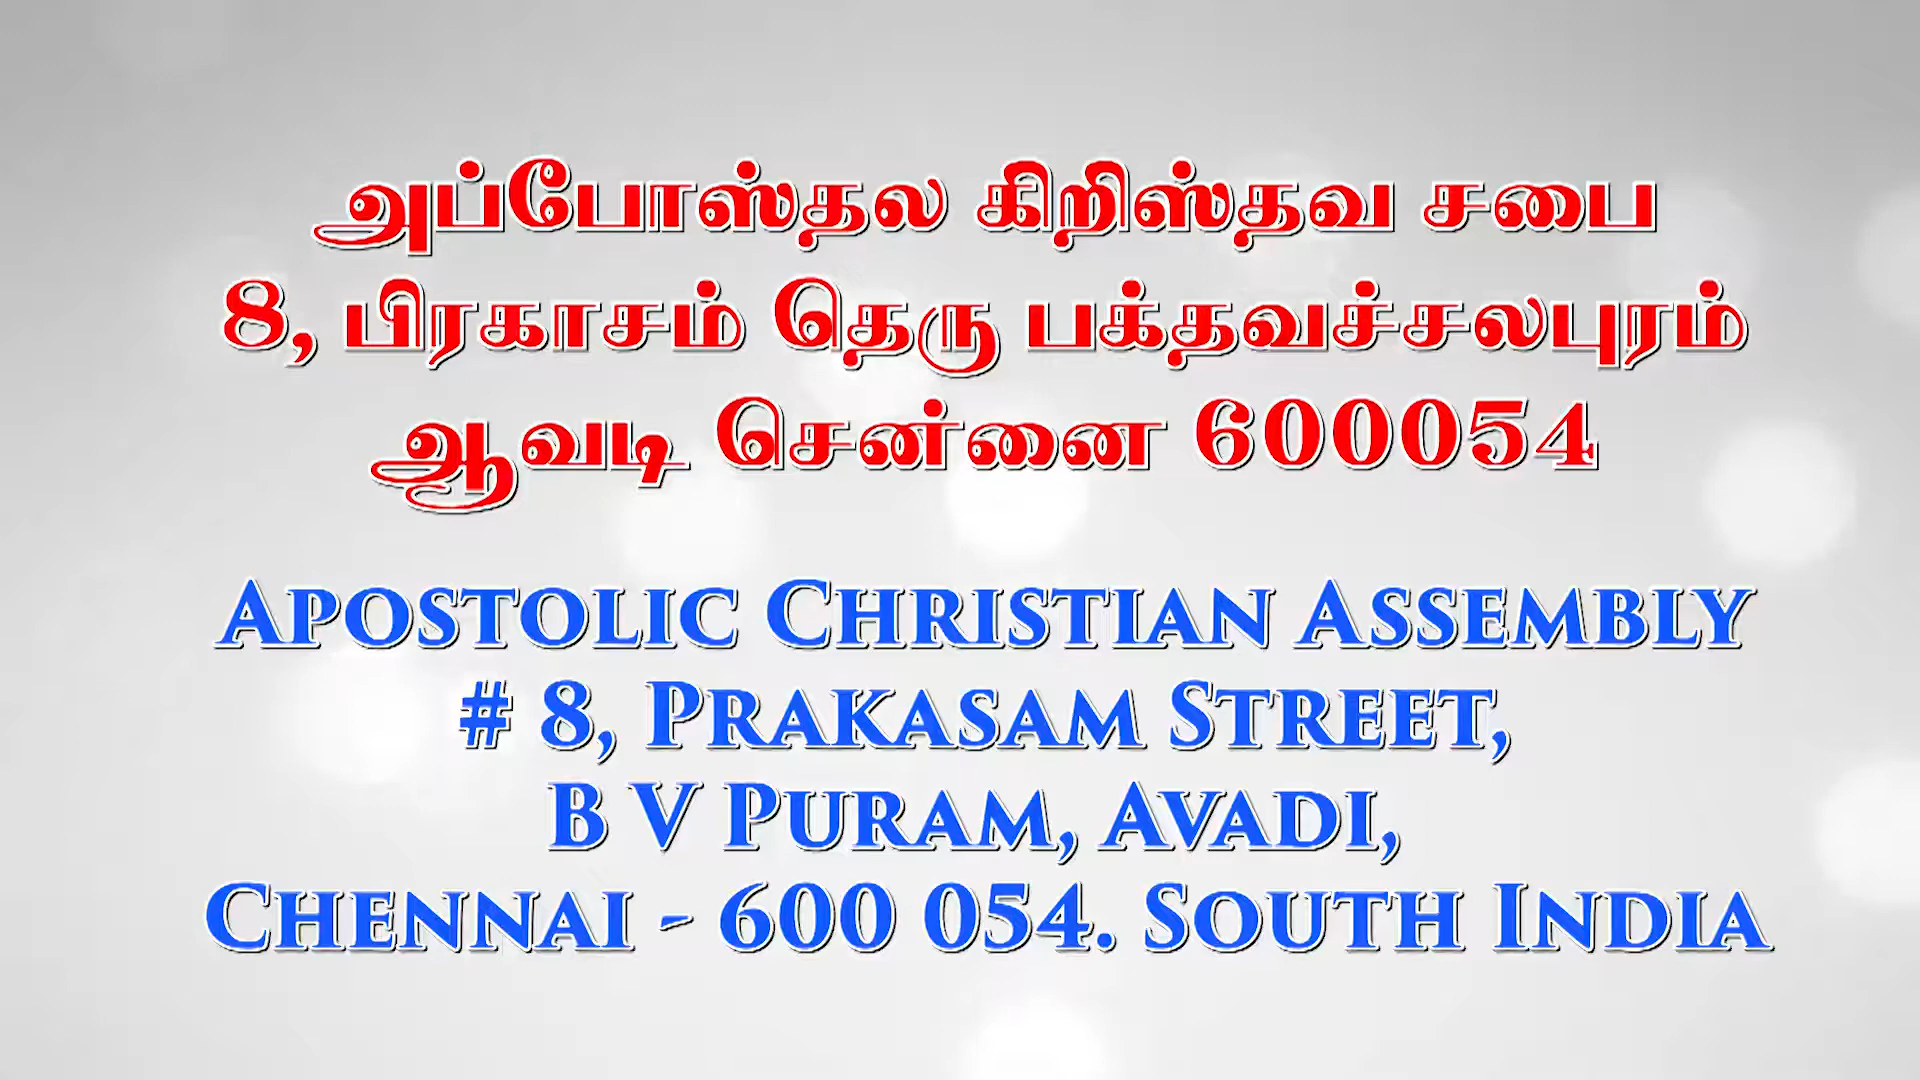 அப்போஸ்தல கிறிஸ்தவ சபை
8, பிரகாசம் தெரு பக்தவச்சலபுரம்
ஆவடி சென்னை 600054
APOSTOLIC CHRISTIAN ASSEMBLY
# 8, PRAKASAM STREET,
B V PURAM, AVADI,
CHENNAI - 600 054. SOUTH INDIA